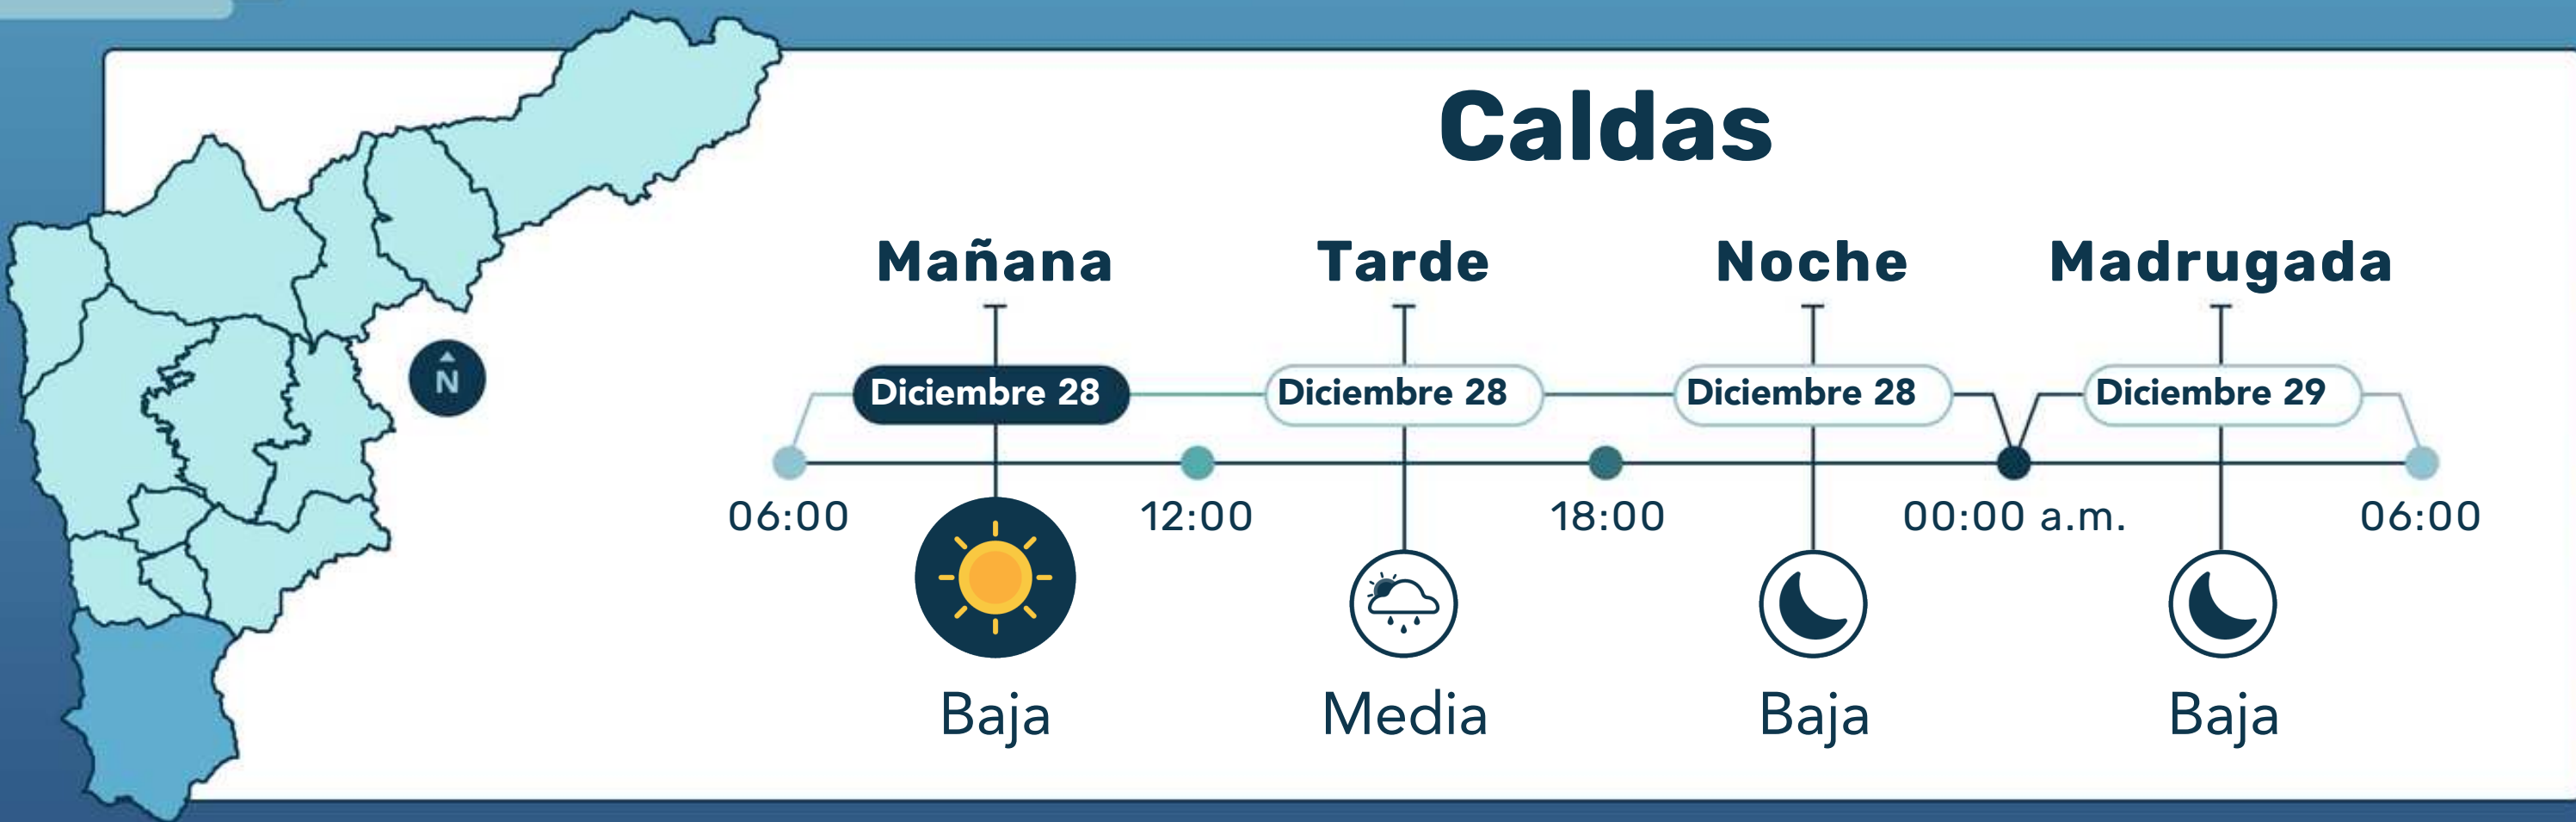 Caldas
Mañana Tarde Noche Madrugada
N
Diciembre 28 Diciembre 28 Diciembre 28 Diciembre 29
06:00 12:00 18:00 00:00 a.m. 06:00
Baja Media Baja Baja